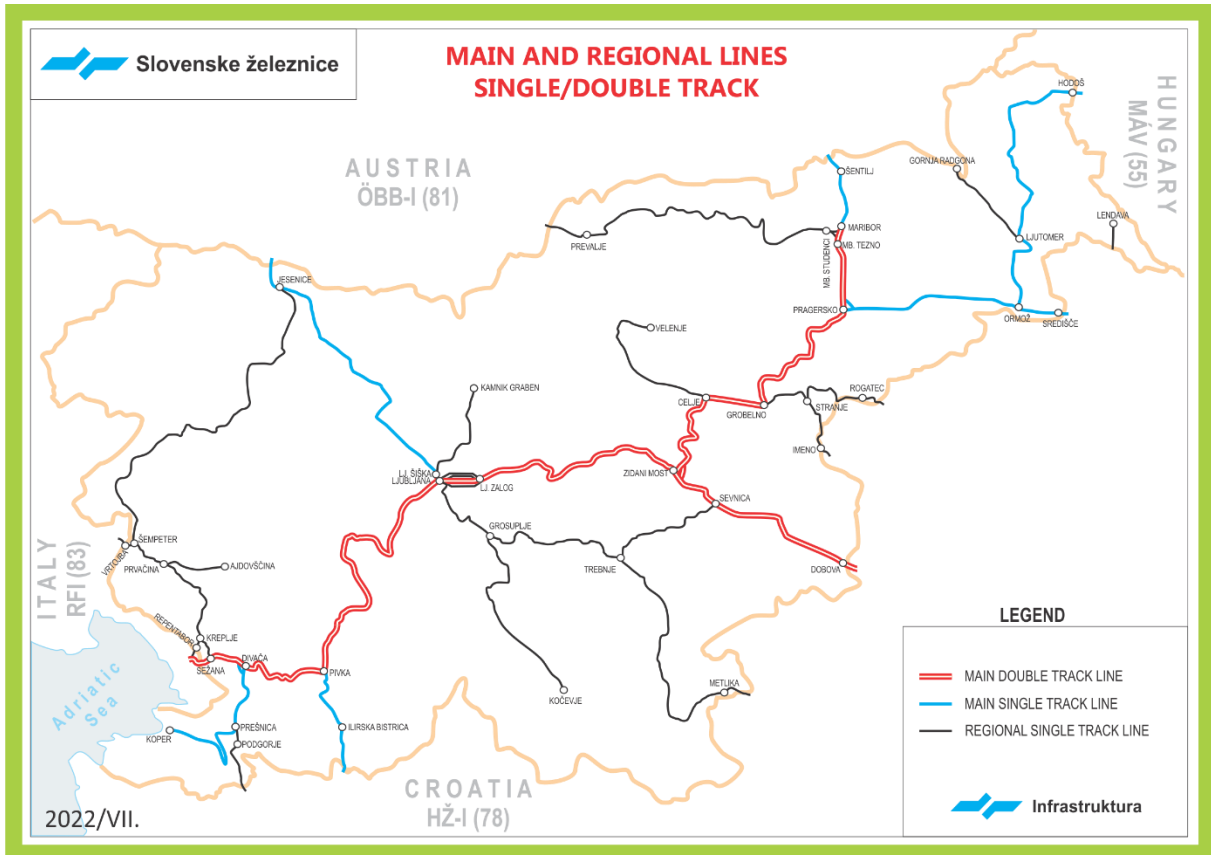 Slovenske železnice
MAIN AND REGIONAL LINES
SINGLE/DOUBLE TRACK
HUNGARY
MÁV (55)
AUSTRIA
ÖBB-I (81)
HODOŠ
GORNJA RADGONA
ŠENTILJ
LENDAVA
MARIBOR
PREVALJE
MB. TEZNO
MB. STUDENCI
LJUTOMER
JESENICE
PRAGERSKO
ORMOŽ
SREDIŠČE
VELENJE
KAMNIK GRABEN
ROGATEC
CELJE
STRANJE
GROBELNO
IMENO
LJ. ŠIŠKA
LJUBLJANA
LJ. ZALOG
ZIDANI MOST
SEVNICA
GROSUPLJE
ŠEMPETER
VRTOJBA
PRVAČINA
AJDOVŠČINA
TREBNJE
DOBOVA
ITALY
RFI (83)
REPENTABOR
KREPLJE
SEŽANA
DIVAČA
PIVKA
METLIKA
KOČEVJE
Adriatic
Sea
KOPER
PREŠNICA
PODGORJE
ILIRSKA BISTRICA
CROATIA
HŽ-I (78)
2022/VII.
LEGEND
MAIN DOUBLE TRACK LINE
MAIN SINGLE TRACK LINE
REGIONAL SINGLE TRACK LINE
Infrastruktura